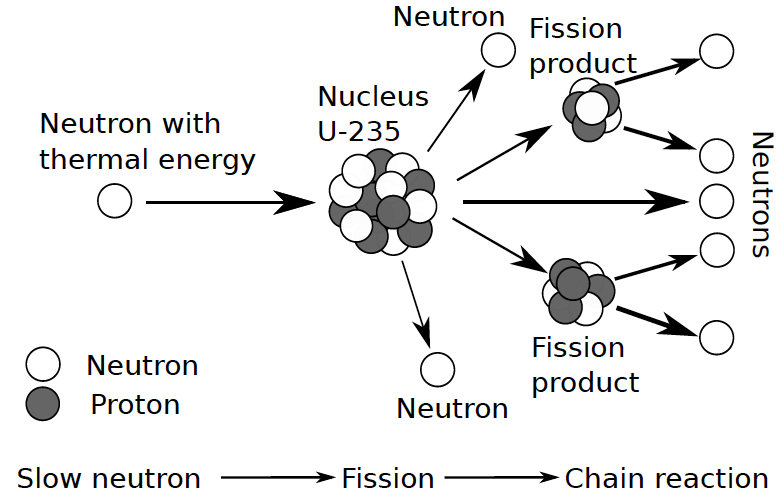 Neutron
Fission
product
Nucleus
U-235
Neutron with
thermal energy
Neutrons
Fission
product
Neutron
Neutron
Proton
Slow neutron
Fission
Chain reaction